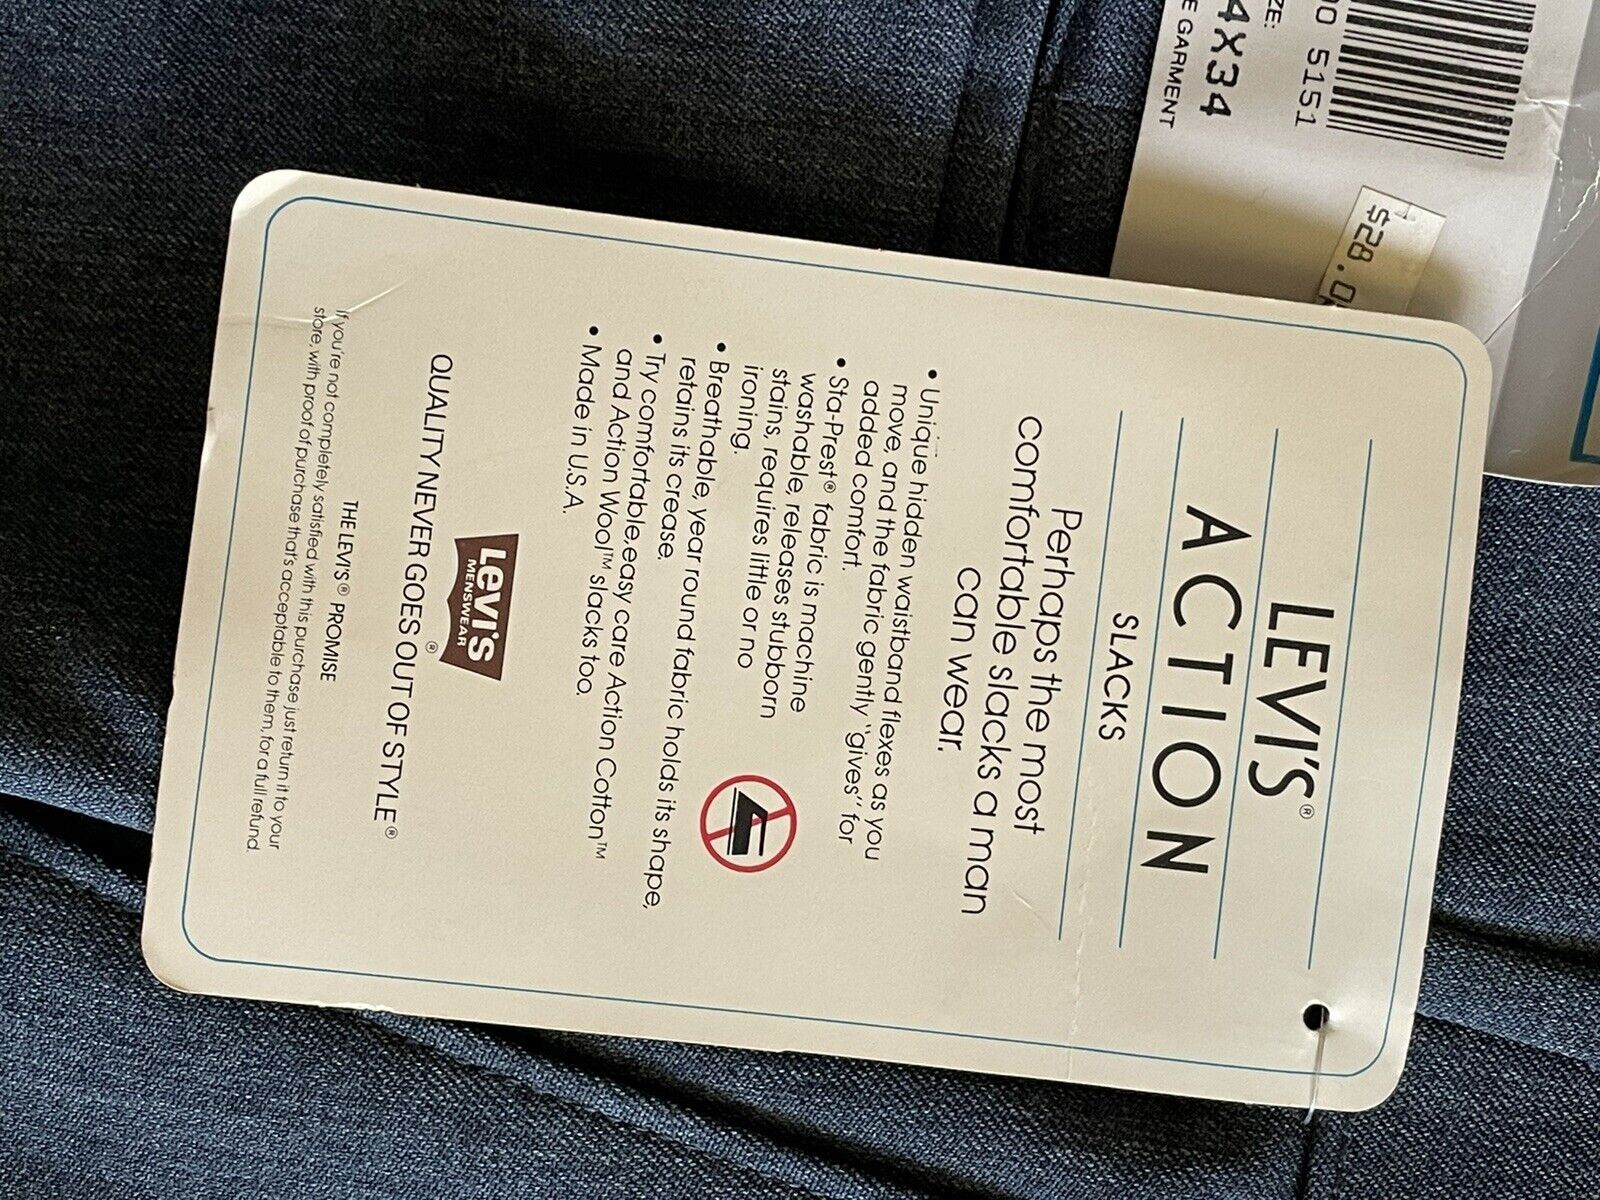 LEVI'S®
ACTION
SLACKS
Perhaps the most
comfortable slacks a man
can wear.
• Unique hidden waistband flexes as you
move, and the fabric gently "gives" for
added comfort.
• Sta-Prest® fabric is machine
washable, releases stubborn
stains, requires little or no
ironing.
• Breathable, year round fabric holds its shape,
retains its crease.
• Try comfortable, easy care Action Cotton™
and Action Wool™ slacks too.
• Made in U.S.A.
LEVI'S
MENSWEAR
®
QUALITY NEVER GOES OUT OF STYLE®
THE LEVI'S® PROMISE
If you're not completely satisfied with this purchase just return it to your
store, with proof of purchase that's acceptable to them, for a full refund.
00 5151
ZE:
4X34
E GARMENT
$28.0